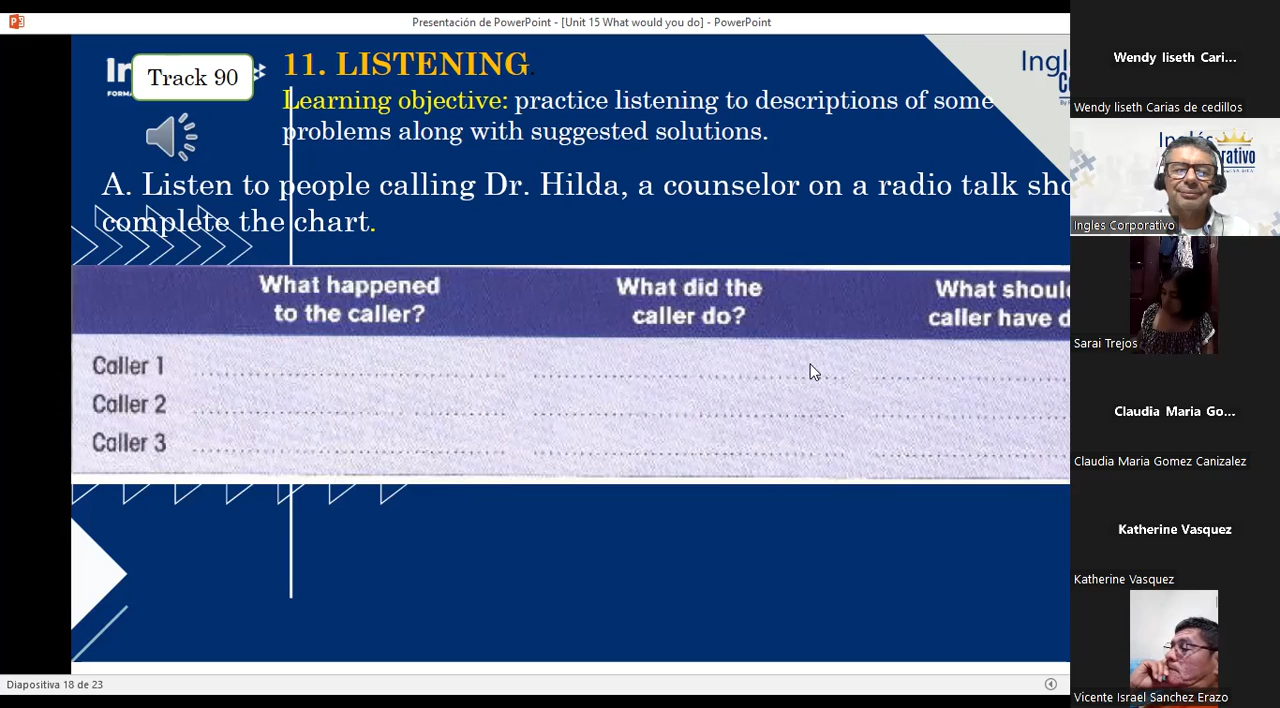 Presentación de PowerPoint - [Unit 15 What would you do] - PowerPoint
Track 90
11. LISTENING.
Learning objective: practice listening to descriptions of some
problems along with suggested solutions.
A. Listen to people calling Dr. Hilda, a counselor on a radio talk sho
complete the chart.
What happened
to the caller?
What did the
caller do?
What shoul
caller have d
Caller 1
Caller 2
Caller 3
Diapositiva 18 de 23
Wendy liseth Cari...
Wendy liseth Carias de cedillos
Inglés
Ingles Corporativo
Sarai Trejos
Claudia Maria Go...
Claudia Maria Gomez Canizalez
Katherine Vasquez
Katherine Vasquez
Vicente Israel Sanchez Erazo